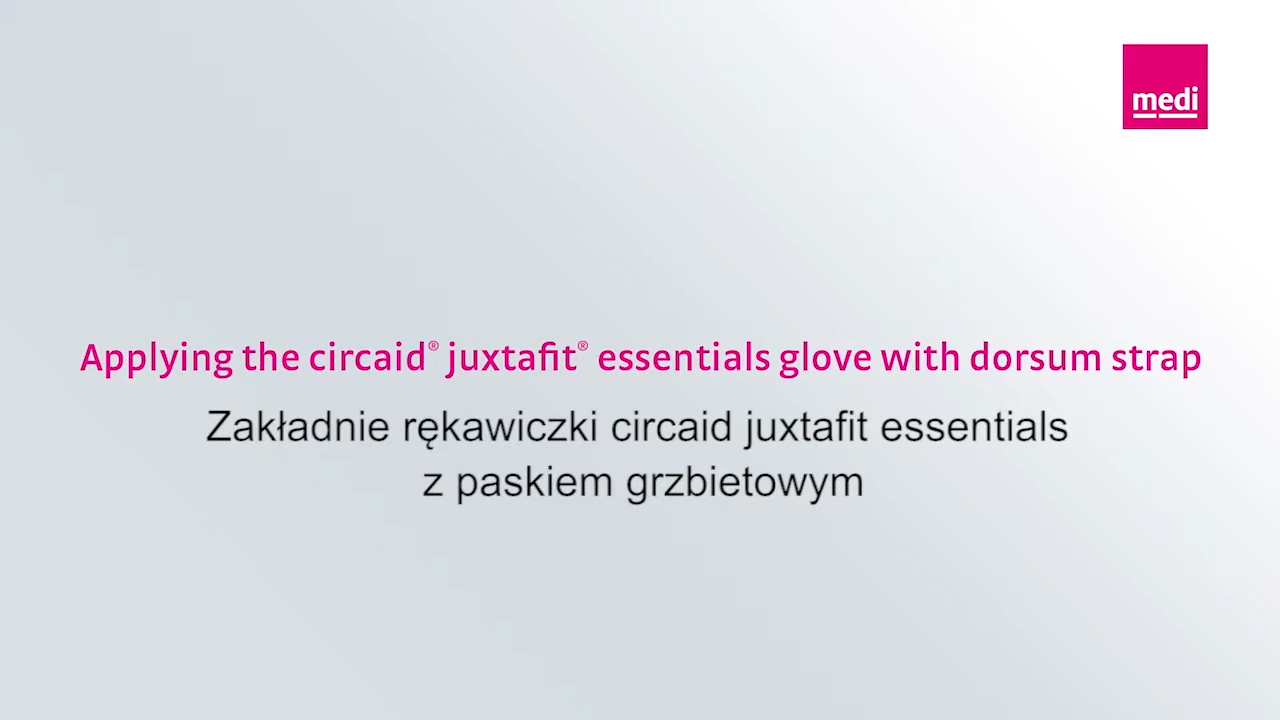 medi
Applying the circaid® juxtafit® essentials glove with dorsum strap
Zakładnie rękawiczki circaid juxtafit essentials
z paskiem grzbietowym